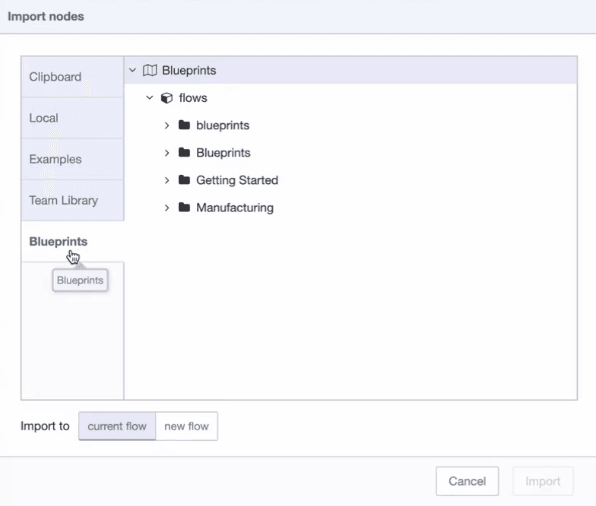 Import nodes
Clipboard
Local
Examples
Team Library
Blueprints
Blueprints
Blueprints
flows
blueprints
Blueprints
Getting Started
Manufacturing
Import to
current flow
new flow
Cancel
Import